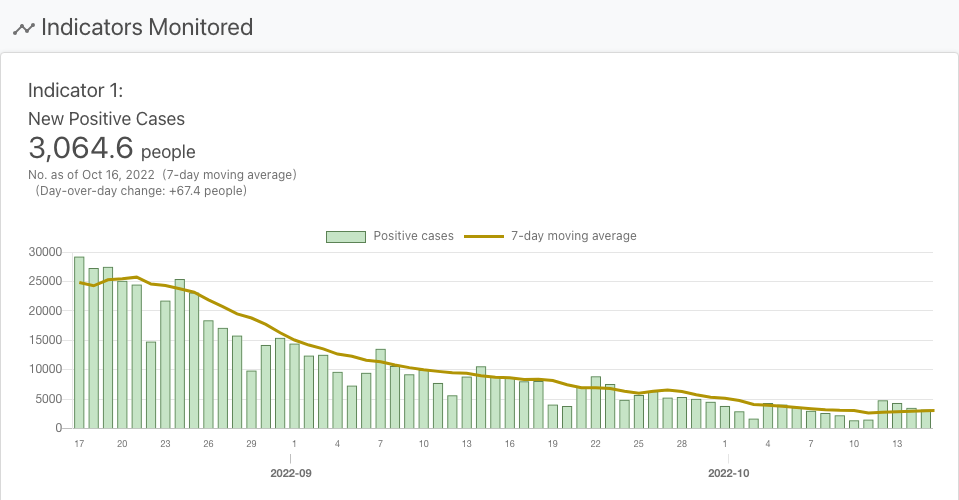 Indicators Monitored
Indicator 1:
New Positive Cases
3,064.6 people
No. as of Oct 16, 2022 (7-day moving average)
(Day-over-day change: +67.4 people)
Positive cases 7-day moving average
30000
25000
20000
15000
10000
5000
0
17 20 23 26 29 1 4 7 10 13 16 19 22 25 28 1 4 7 10 13
2022-09 2022-10